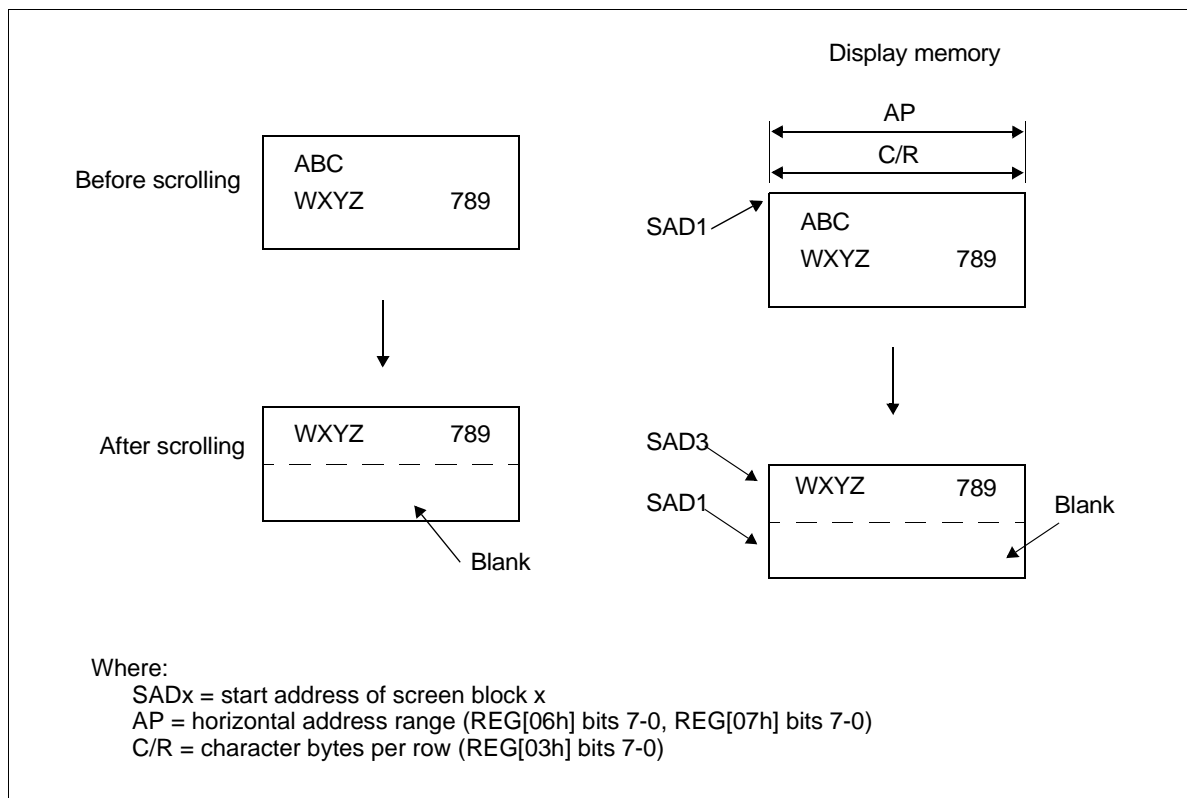 Display memory
AP
C/R
Before scrolling
ABC
WXYZ 789
SAD1
ABC
WXYZ 789
After scrolling
WXYZ 789
Blank
SAD3
SAD1
WXYZ 789
Blank
Where:
SADx = start address of screen block x
AP = horizontal address range (REG[06h] bits 7-0, REG[07h] bits 7-0)
C/R = character bytes per row (REG[03h] bits 7-0)